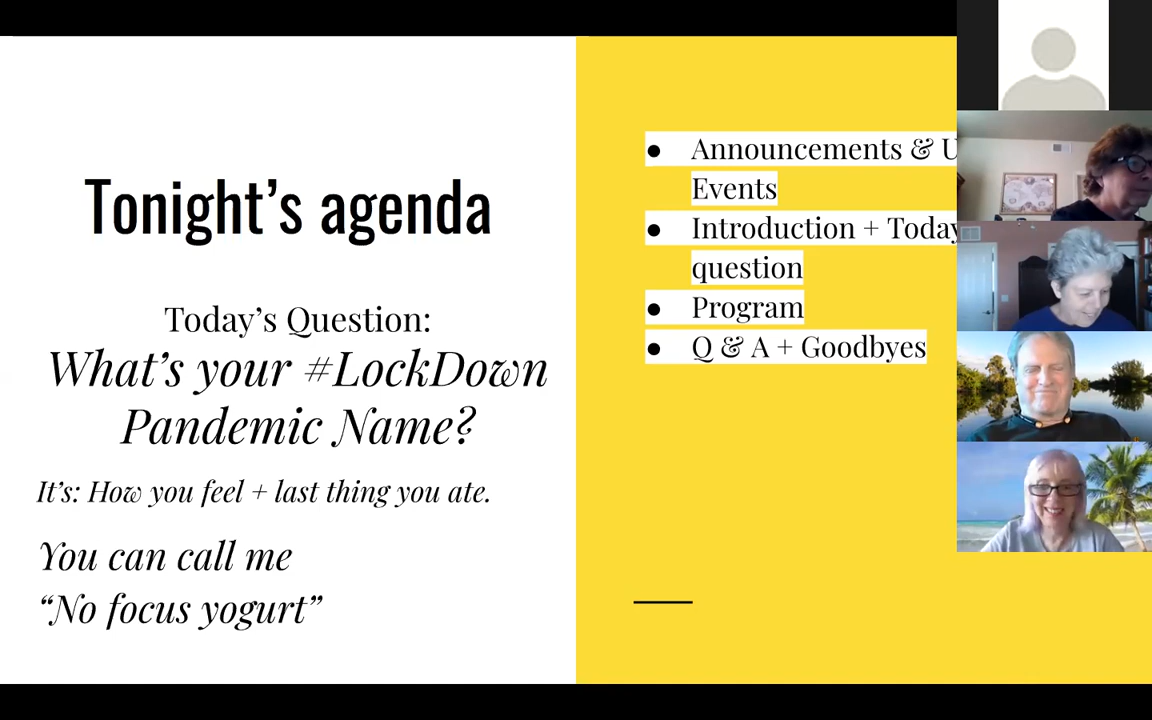 Tonight’s agenda
Today’s Question:
What’s your #LockDown
Pandemic Name?
It’s: How you feel + last thing you ate.
You can call me
“No focus yogurt”
● Announcements & U
Events
● Introduction + Today
question
● Program
● Q & A + Goodbyes